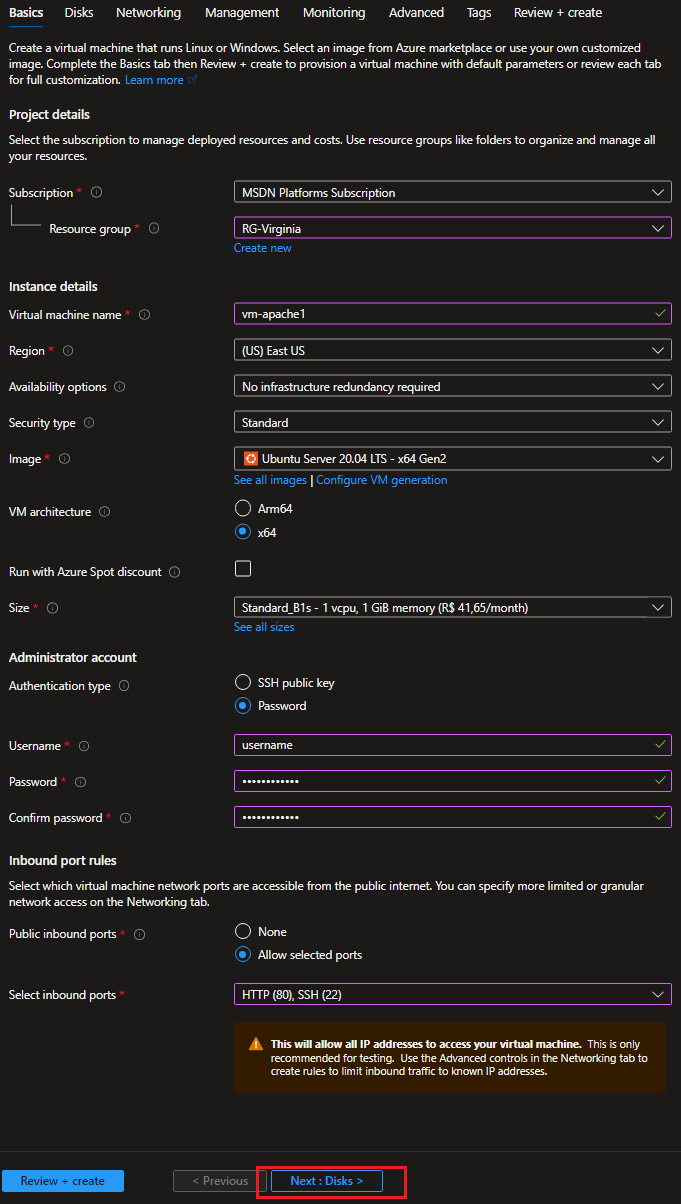 Basics Disks Networking Management Monitoring Advanced Tags Review + create
Create a virtual machine that runs Linux or Windows. Select an image from Azure marketplace or use your own customized
image. Complete the Basics tab then Review + create to provision a virtual machine with default parameters or review each tab
for full customization. Learn more
Project details
Select the subscription to manage deployed resources and costs. Use resource groups like folders to organize and manage all
your resources.
Subscription * MSDN Platforms Subscription
Resource group * RG-Virginia
Create new
Instance details
Virtual machine name * vm-apache1
Region * (US) East US
Availability options No infrastructure redundancy required
Security type Standard
Image * Ubuntu Server 20.04 LTS - x64 Gen2
See all images | Configure VM generation
VM architecture Arm64
x64
Run with Azure Spot discount
Size * Standard_B1s - 1 vcpu, 1 GiB memory (R$ 41,65/month)
See all sizes
Administrator account
Authentication type SSH public key
Password
Username * username
Password * ••••••••••••
Confirm password * ••••••••••••
Inbound port rules
Select which virtual machine network ports are accessible from the public internet. You can specify more limited or granular
network access on the Networking tab.
Public inbound ports * None
Allow selected ports
Select inbound ports * HTTP (80), SSH (22)
This will allow all IP addresses to access your virtual machine. This is only
recommended for testing. Use the Advanced controls in the Networking tab to
create rules to limit inbound traffic to known IP addresses.
Review + create < Previous Next : Disks >